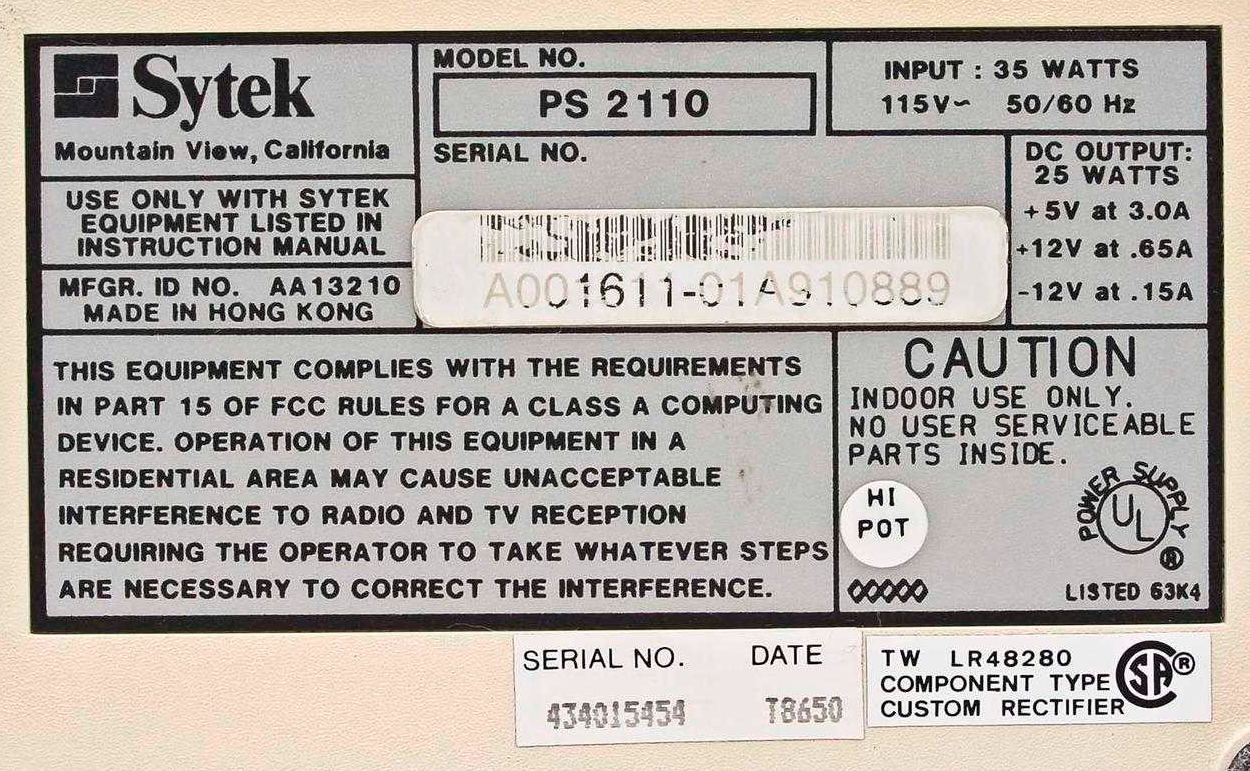 Sytek
Mountain View, California
USE ONLY WITH SYTEK
EQUIPMENT LISTED IN
INSTRUCTION MANUAL
MFGR. ID NO. AA13210
MADE IN HONG KONG
MODEL NO.
PS 2110
SERIAL NO.
A001611-01A910889
INPUT : 35 WATTS
115V~ 50/60 Hz
DC OUTPUT:
25 WATTS
+5V at 3.0A
+12V at .65A
-12V at .15A
THIS EQUIPMENT COMPLIES WITH THE REQUIREMENTS
IN PART 15 OF FCC RULES FOR A CLASS A COMPUTING
DEVICE. OPERATION OF THIS EQUIPMENT IN A
RESIDENTIAL AREA MAY CAUSE UNACCEPTABLE
INTERFERENCE TO RADIO AND TV RECEPTION
REQUIRING THE OPERATOR TO TAKE WHATEVER STEPS
ARE NECESSARY TO CORRECT THE INTERFERENCE.
CAUTION
INDOOR USE ONLY.
NO USER SERVICEABLE
PARTS INSIDE.
HI
POT
POWER SUPPLY
UL
®
LISTED 63K4
SERIAL NO. DATE
434015454 T8650
TW LR48280
COMPONENT TYPE
CUSTOM RECTIFIER
SA®